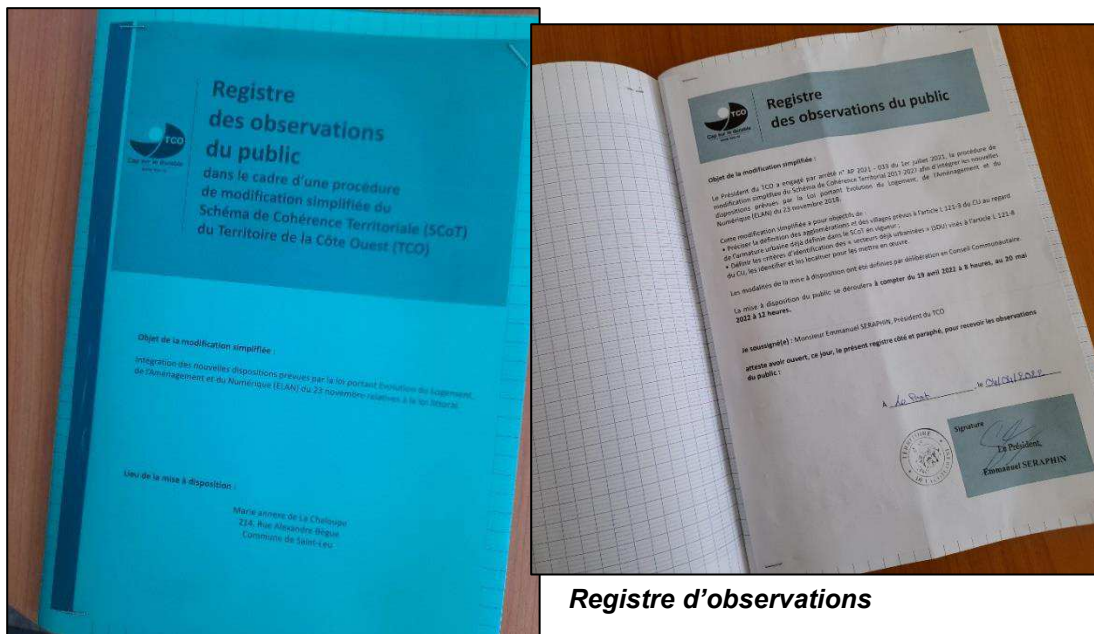 Registre
des observations
du public
dans le cadre d'une procédure
de modification simplifiée du
Schéma de Cohérence Territoriale (SCoT)
du Territoire de la Côte Ouest (TCO)
TCO
Objet de la modification simplifiée :
Intégration des nouvelles dispositions prévues par la loi portant Evolution du Logement,
de l'Aménagement et du Numérique (ELAN) du 23 novembre relatives à la loi littoral
Lieu de la mise à disposition :
Marie annexe de La Chaloupe
214, Rue Alexandre Bègue
Commune de Saint-Leu
TCO
Registre
des observations du public
Objet de la modification simplifiée :
Le Président du TCO a engagé par arrêté n° AP 2021 - 033 du 1er juillet 2021, la procédure de
modification simplifiée du Schéma de Cohérence Territorial 2017-2027 afin d'intégrer les nouvelles
dispositions prévues par la Loi portant Evolution du Logement, de l'Aménagement et du
Numérique (ELAN) du 23 novembre 2018.
Cette modification simplifiée a pour objectifs de :
• Préciser la définition des agglomérations et des villages prévus à l'article L 121-3 du CU au regard
de l'armature urbaine déjà définie dans le SCoT en vigueur ;
• Définir les critères d'identification des « secteurs déjà urbanisés » (SDU) visés à l'article L 121-8
du CU, les identifier et les localiser pour les mettre en œuvre.
Les modalités de la mise à disposition ont été définies par délibération en Conseil Communautaire
La mise à disposition du public se déroulera à compter du 19 avril 2022 à 8 heures, au 20 mai
2022 à 12 heures.
Je soussigné(e) : Monsieur Emmanuel SERAPHIN, Président du TCO
atteste avoir ouvert, ce jour, le présent registre côté et paraphé, pour recevoir les observations
du public :
À Le Port, le
Signature
Le Président,
Emmanuel SERAPHIN
Registre d'observations